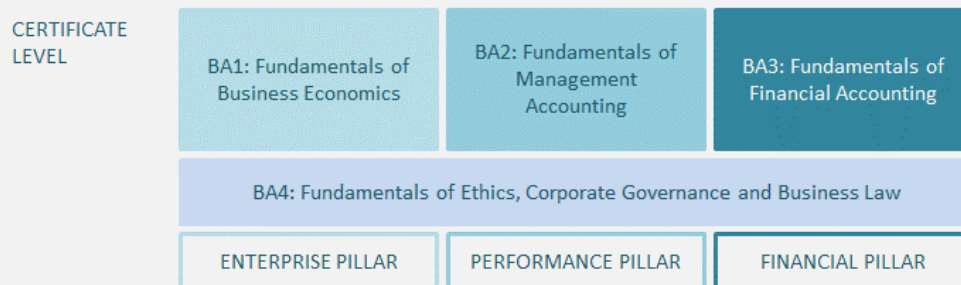 CERTIFICATE
LEVEL
BA1: Fundamentals of
Business Economics
BA2: Fundamentals of
Management
Accounting
BA3: Fundamentals of
Financial Accounting
BA4: Fundamentals of Ethics, Corporate Governance and Business Law
ENTERPRISE PILLAR
PERFORMANCE PILLAR
FINANCIAL PILLAR